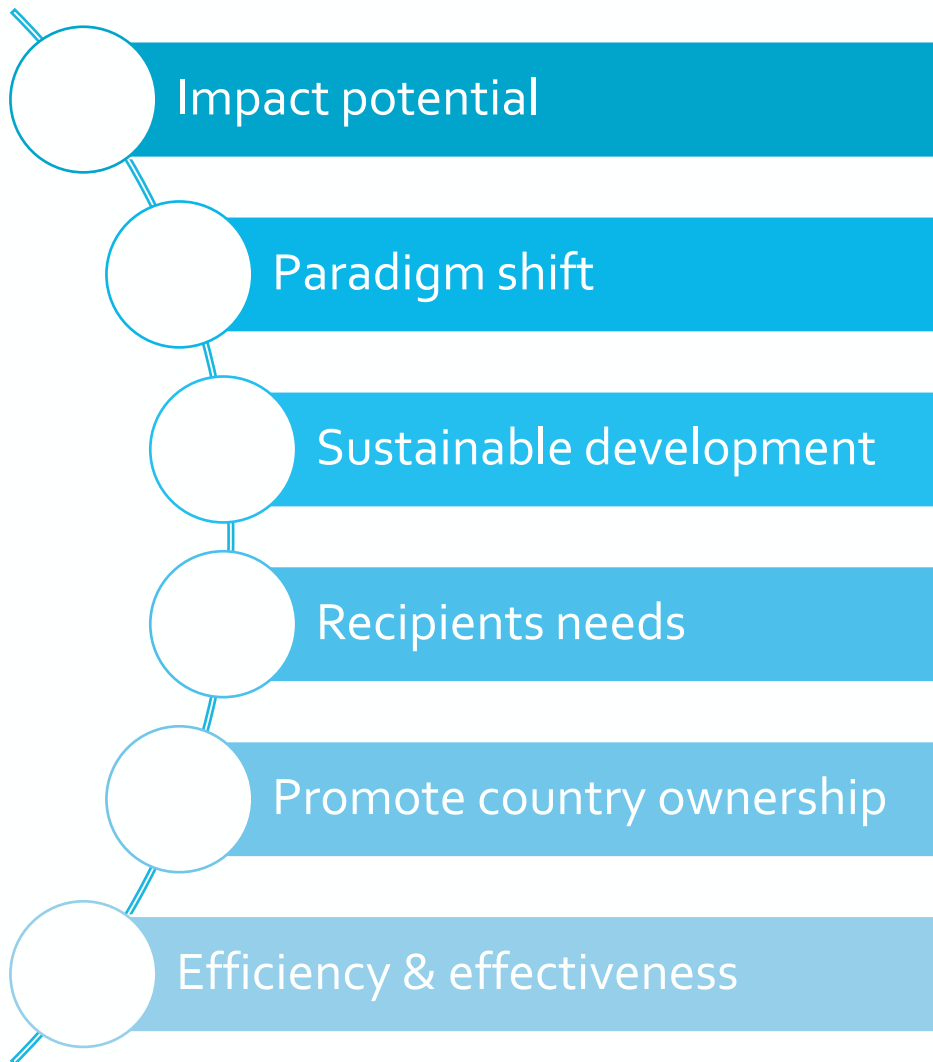 Impact potential
Paradigm shift
Sustainable development
Recipients needs
Promote country ownership
Efficiency & effectiveness